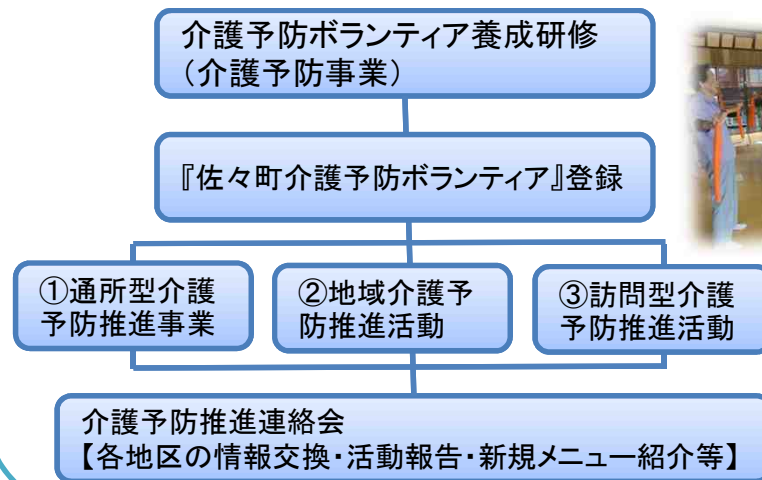 介護予防ボランティア養成研修
（介護予防事業）
『佐々町介護予防ボランティア』登録
①通所型介護
予防推進事業
②地域介護予
防推進活動
③訪問型介護
予防推進活動
介護予防推進連絡会
【各地区の情報交換・活動報告・新規メニュー紹介等】